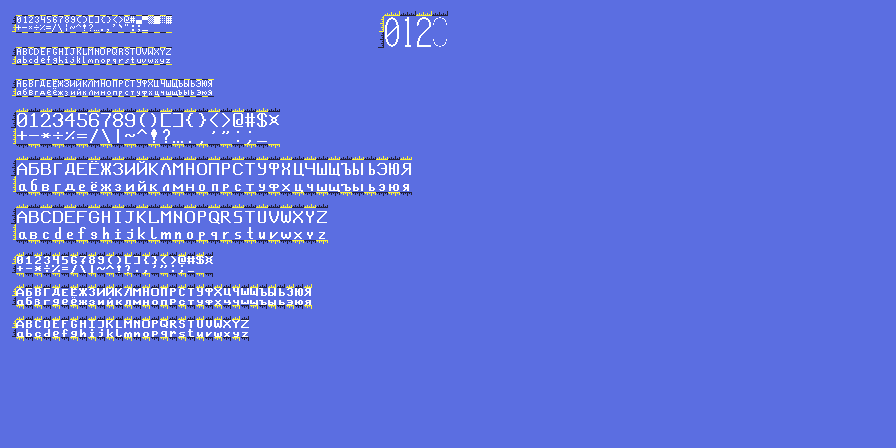 0123456789()[]{}<>@#▀▄▒█▓▓
+-×÷%=/\|~^!?….,'"`:;_
012
ABCDEFGHIJKLMNOPQRSTUVWXYZ
abcdefghijklmnopqrstuvwxyz
АБВГДЕЁЖЗИЙКЛМНОПРСТУФХЦЧШЩЪЫЬЭЮЯ
абвгдеёжзийклмнопрстуфхцчшщъыьэюя
0123456789()[]{}<>@#$¤
+-*÷%=/\|~^!?….,'":;_
АБВГДЕЁЖЗИЙКЛМНОПРСТУФХЦЧШЩЪЫЬЭЮЯ
абвгдеёжзийклмнопрстуфхцчшщъыьэюя
ABCDEFGHIJKLMNOPQRSTUVWXYZ
abcdefghijklmnopqrstuvwxyz
0123456789()[]{}<>@#$¤
+-*÷%=/\|~^!?.,'":;_
АБВГДЕЁЖЗИЙКЛМНОПРСТУФХЦЧШЩЪЫЬЭЮЯ
абвгдеёжзийклмнопрстуфхцчшщъыьэюя
ABCDEFGHIJKLMNOPQRSTUVWXYZ
abcdefghijklmnopqrstuvwxyz